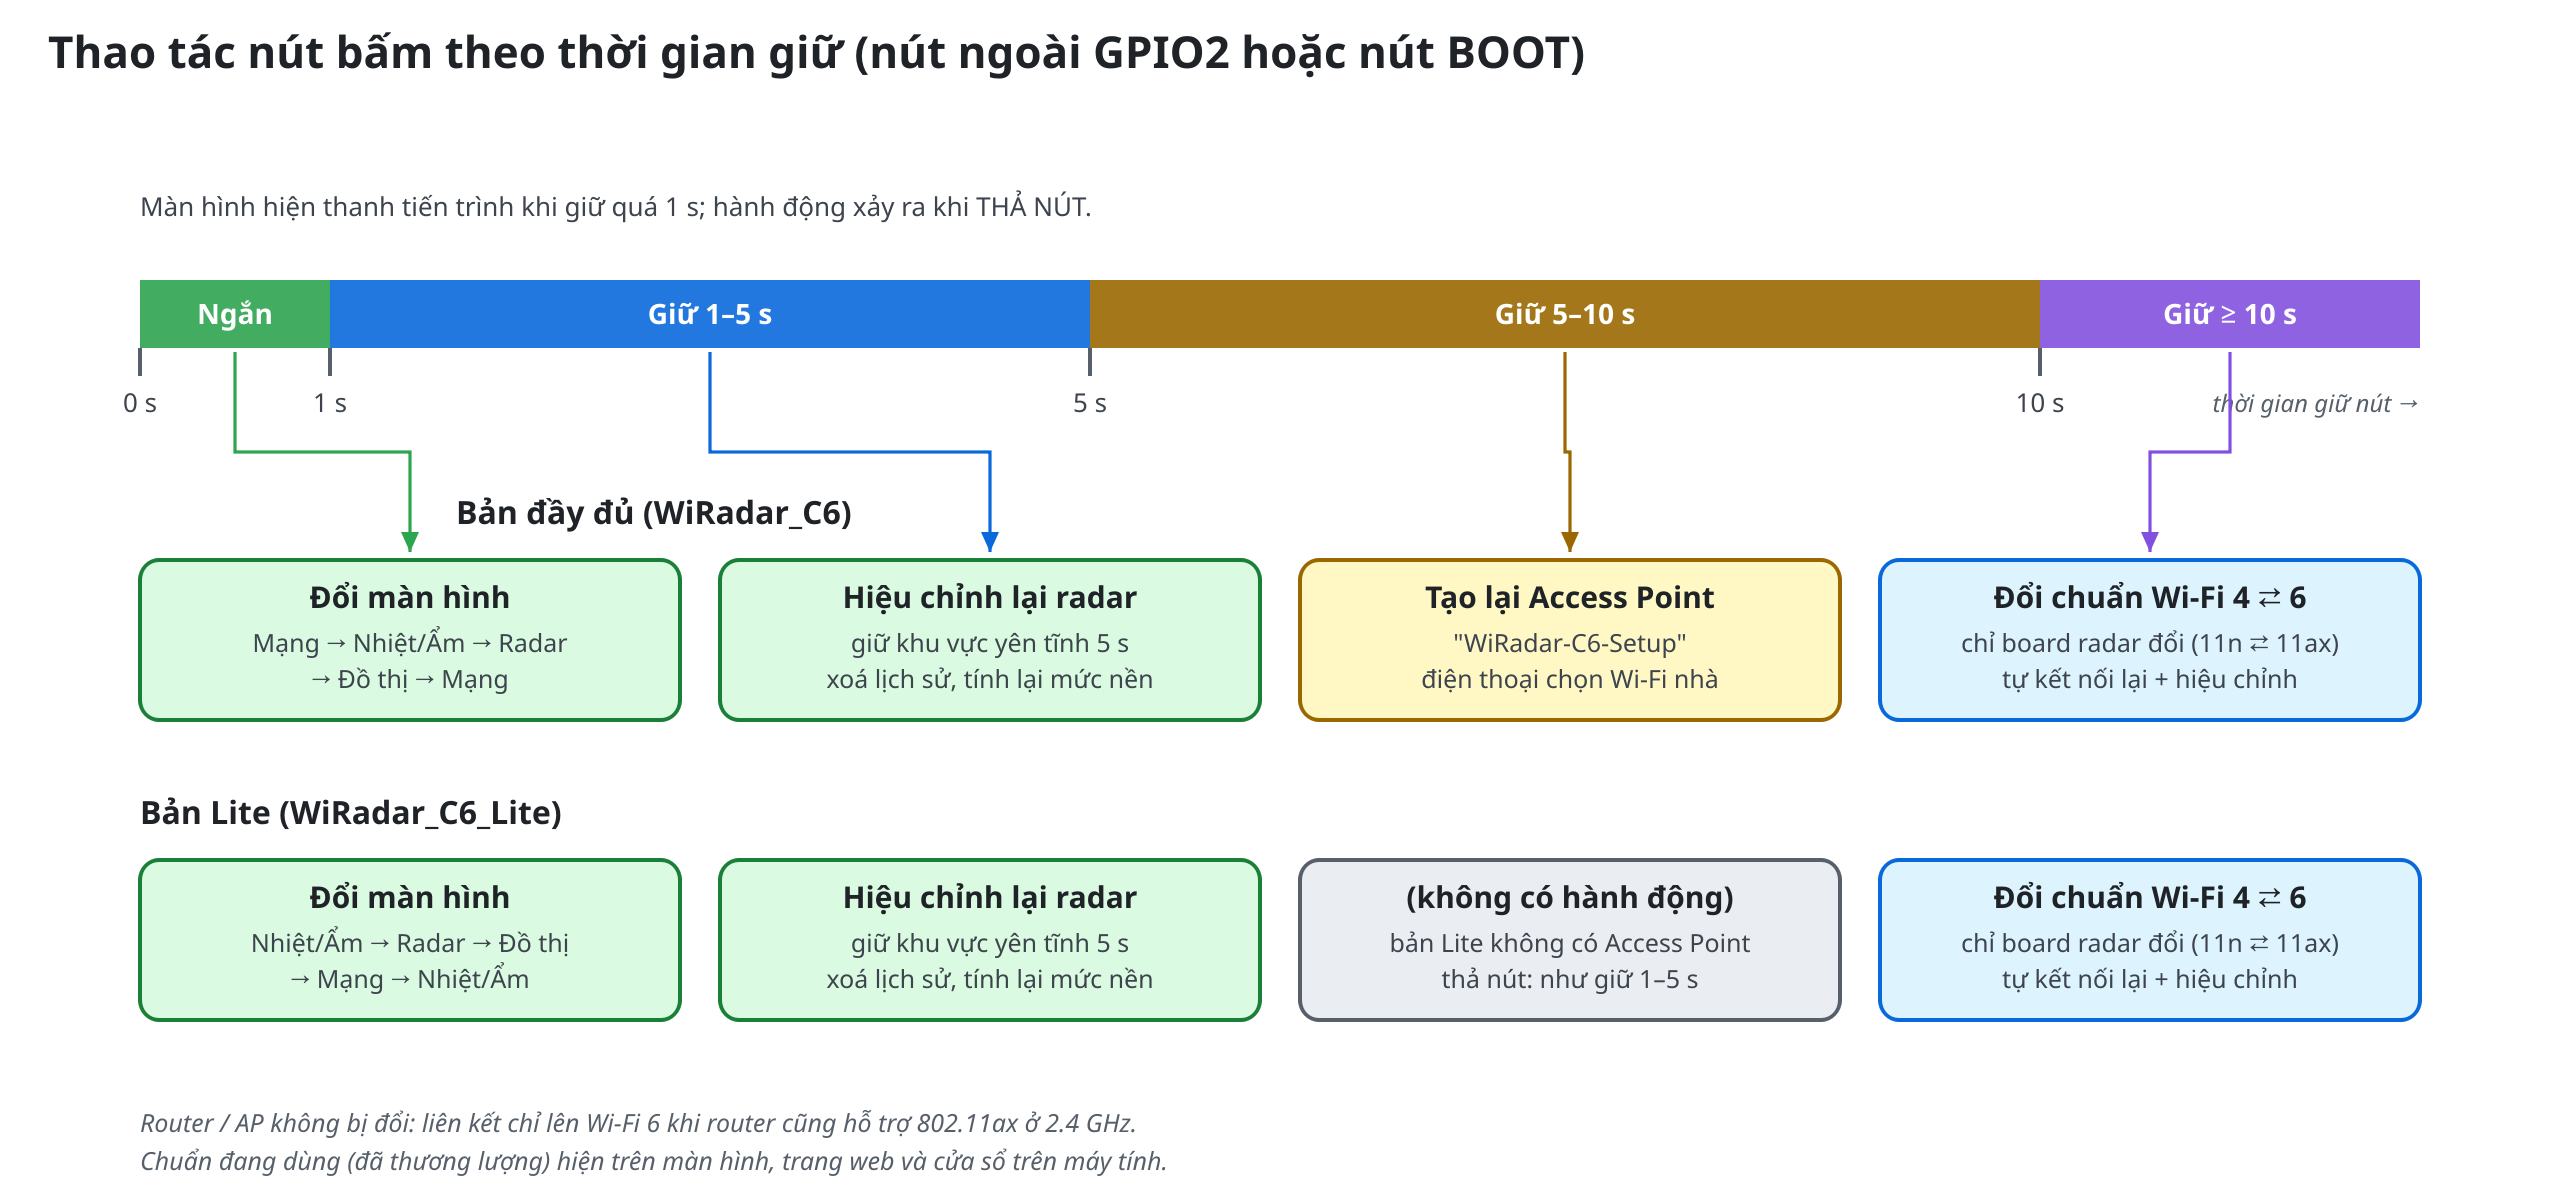 Thao tác nút bấm theo thời gian giữ (nút ngoài GPIO2 hoặc nút BOOT)
Màn hình hiện thanh tiến trình khi giữ quá 1 s; hành động xảy ra khi THẢ NÚT.
Ngắn
Giữ 1–5 s
Giữ 5–10 s
Giữ ≥ 10 s
0 s
1 s
5 s
10 s
thời gian giữ nút →
Bản đầy đủ (WiRadar_C6)
Đổi màn hình
Mạng → Nhiệt/Ẩm → Radar
→ Đồ thị → Mạng
Hiệu chỉnh lại radar
giữ khu vực yên tĩnh 5 s
xoá lịch sử, tính lại mức nền
Tạo lại Access Point
"WiRadar-C6-Setup"
điện thoại chọn Wi-Fi nhà
Đổi chuẩn Wi-Fi 4 ⇄ 6
chỉ board radar đổi (11n ⇄ 11ax)
tự kết nối lại + hiệu chỉnh
Bản Lite (WiRadar_C6_Lite)
Đổi màn hình
Nhiệt/Ẩm → Radar → Đồ thị
→ Mạng → Nhiệt/Ẩm
Hiệu chỉnh lại radar
giữ khu vực yên tĩnh 5 s
xoá lịch sử, tính lại mức nền
(không có hành động)
bản Lite không có Access Point
thả nút: như giữ 1–5 s
Đổi chuẩn Wi-Fi 4 ⇄ 6
chỉ board radar đổi (11n ⇄ 11ax)
tự kết nối lại + hiệu chỉnh
Router / AP không bị đổi: liên kết chỉ lên Wi-Fi 6 khi router cũng hỗ trợ 802.11ax ở 2.4 GHz.
Chuẩn đang dùng (đã thương lượng) hiện trên màn hình, trang web và cửa sổ trên máy tính.